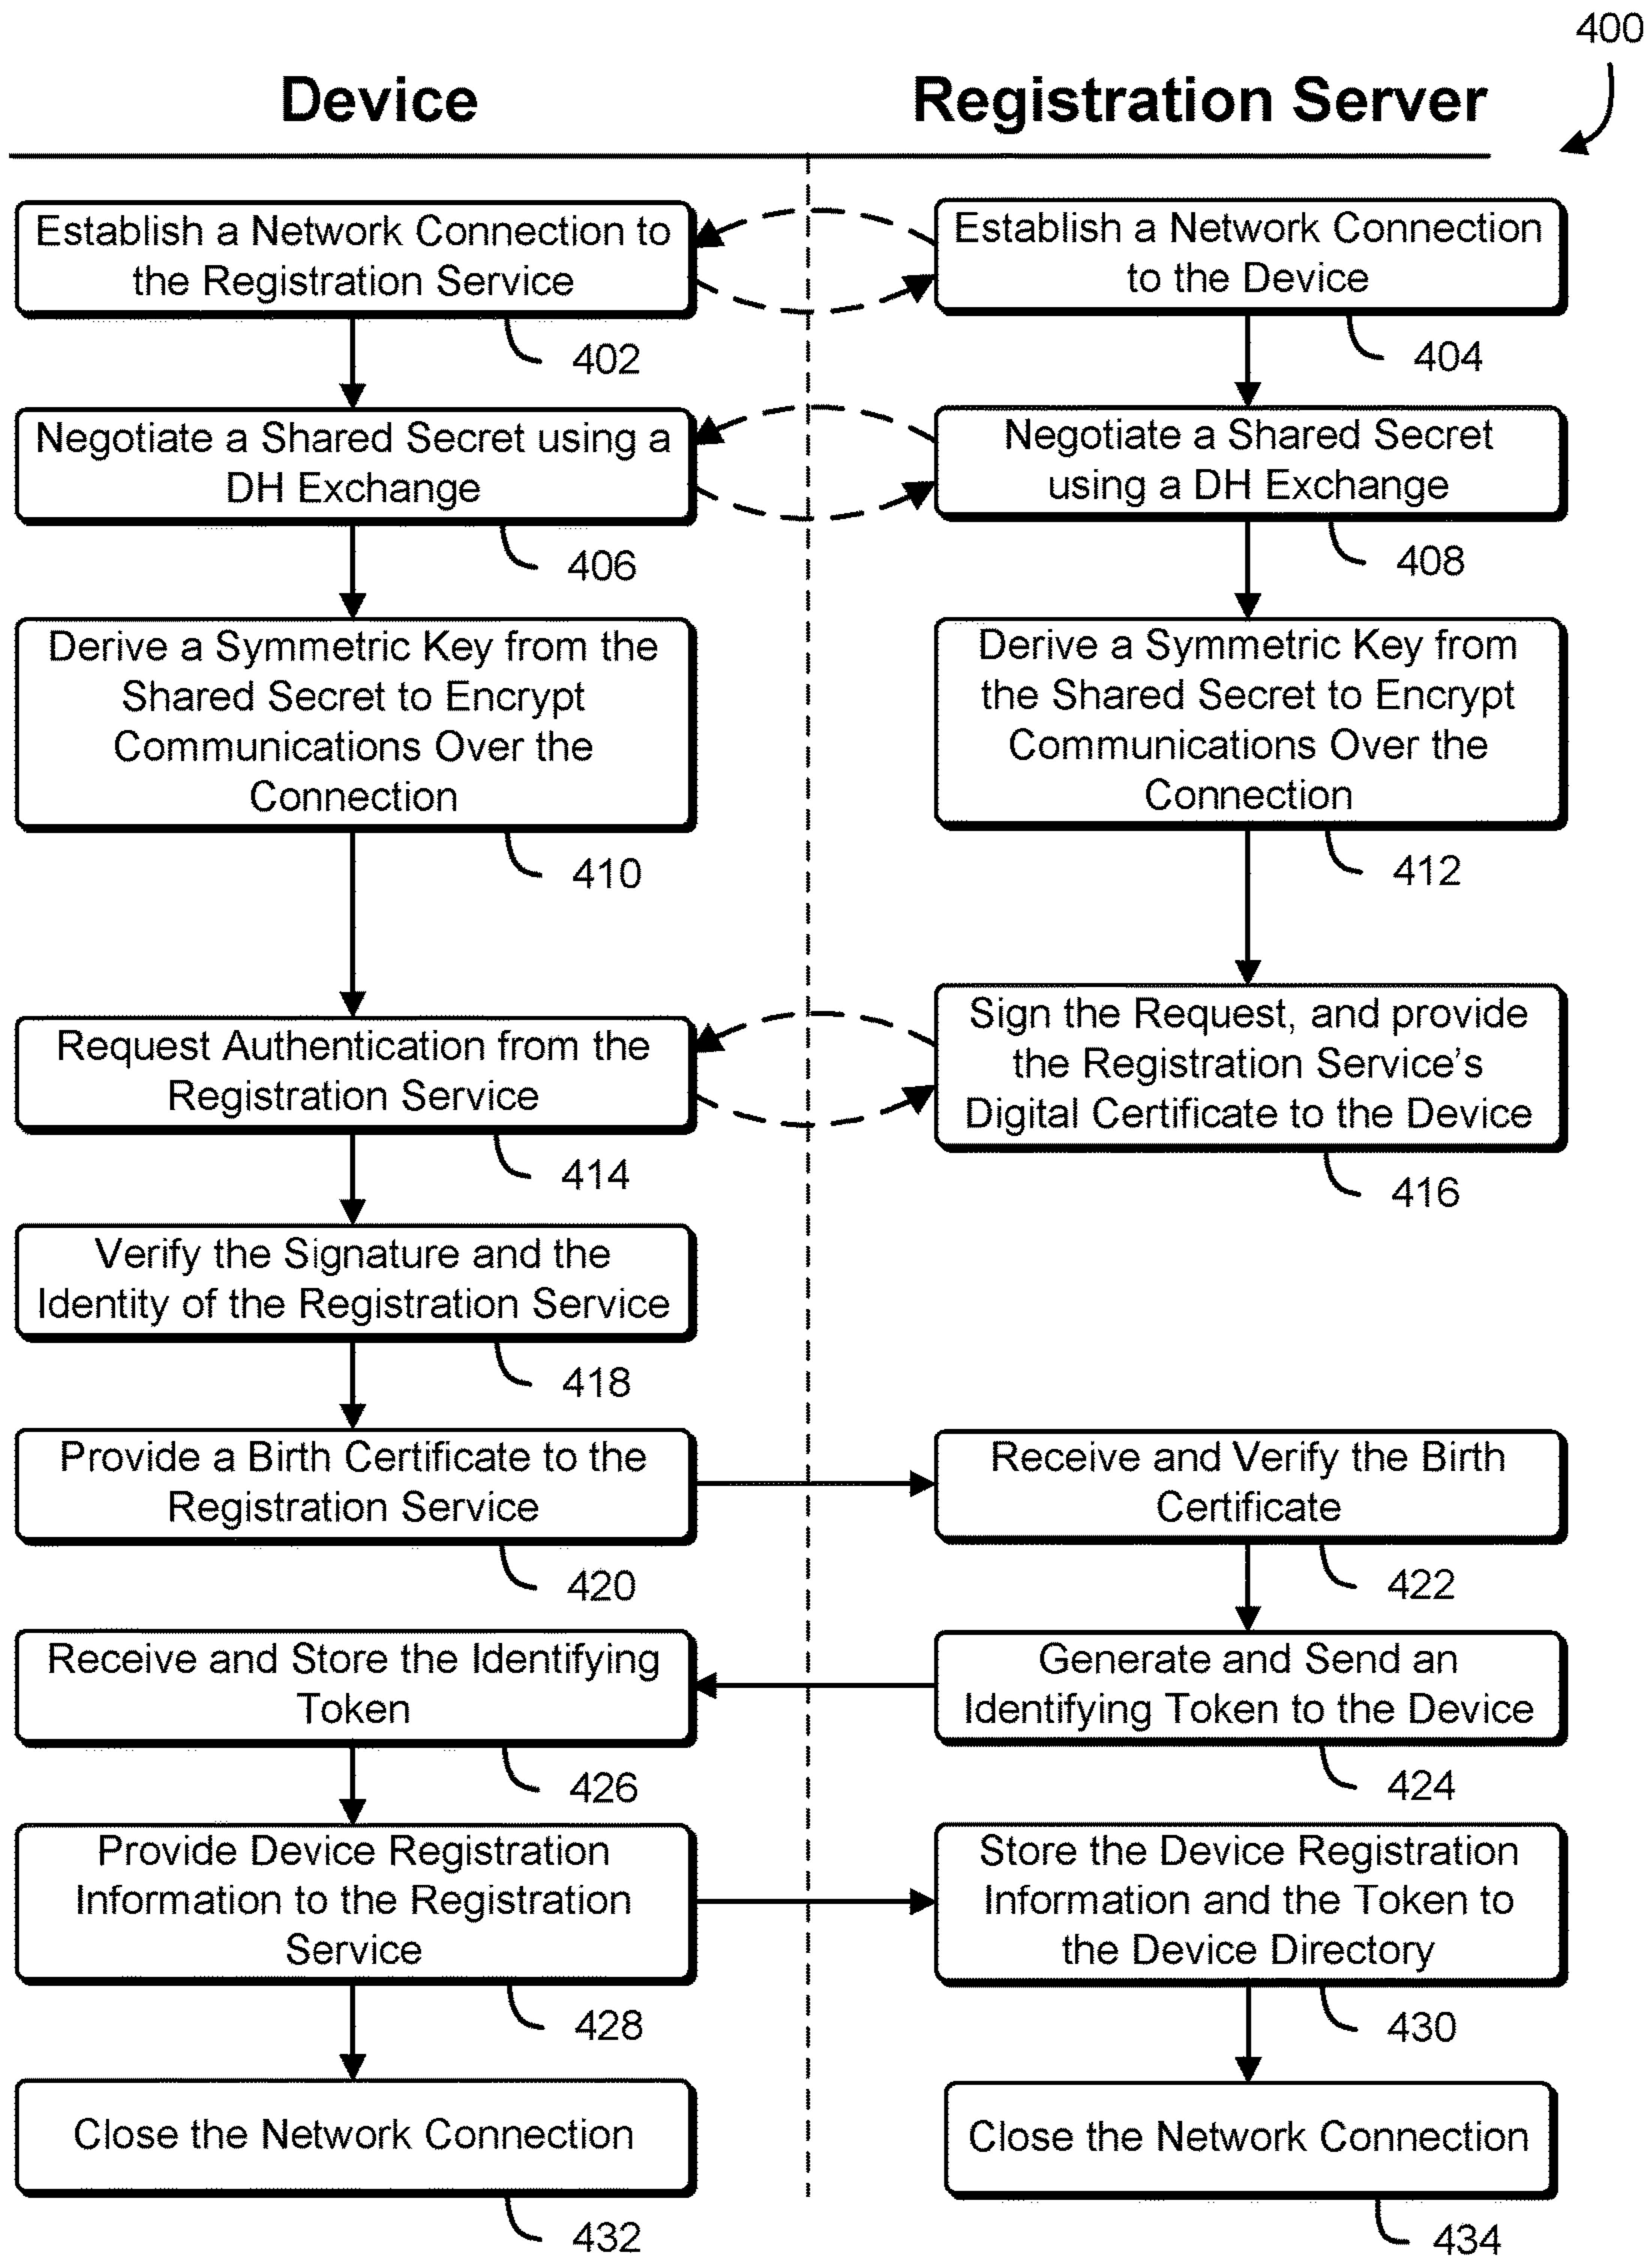 400
Device
Registration Server
Establish a Network Connection to
the Registration Service
402
Establish a Network Connection
to the Device
404
Negotiate a Shared Secret using a
DH Exchange
406
Negotiate a Shared Secret
using a DH Exchange
408
Derive a Symmetric Key from the
Shared Secret to Encrypt
Communications Over the
Connection
410
Derive a Symmetric Key from
the Shared Secret to Encrypt
Communications Over the
Connection
412
Request Authentication from the
Registration Service
414
Sign the Request, and provide
the Registration Service's
Digital Certificate to the Device
416
Verify the Signature and the
Identity of the Registration Service
418
Provide a Birth Certificate to the
Registration Service
420
Receive and Verify the Birth
Certificate
422
Receive and Store the Identifying
Token
426
Generate and Send an
Identifying Token to the Device
424
Provide Device Registration
Information to the Registration
Service
428
Store the Device Registration
Information and the Token to
the Device Directory
430
Close the Network Connection
432
Close the Network Connection
434